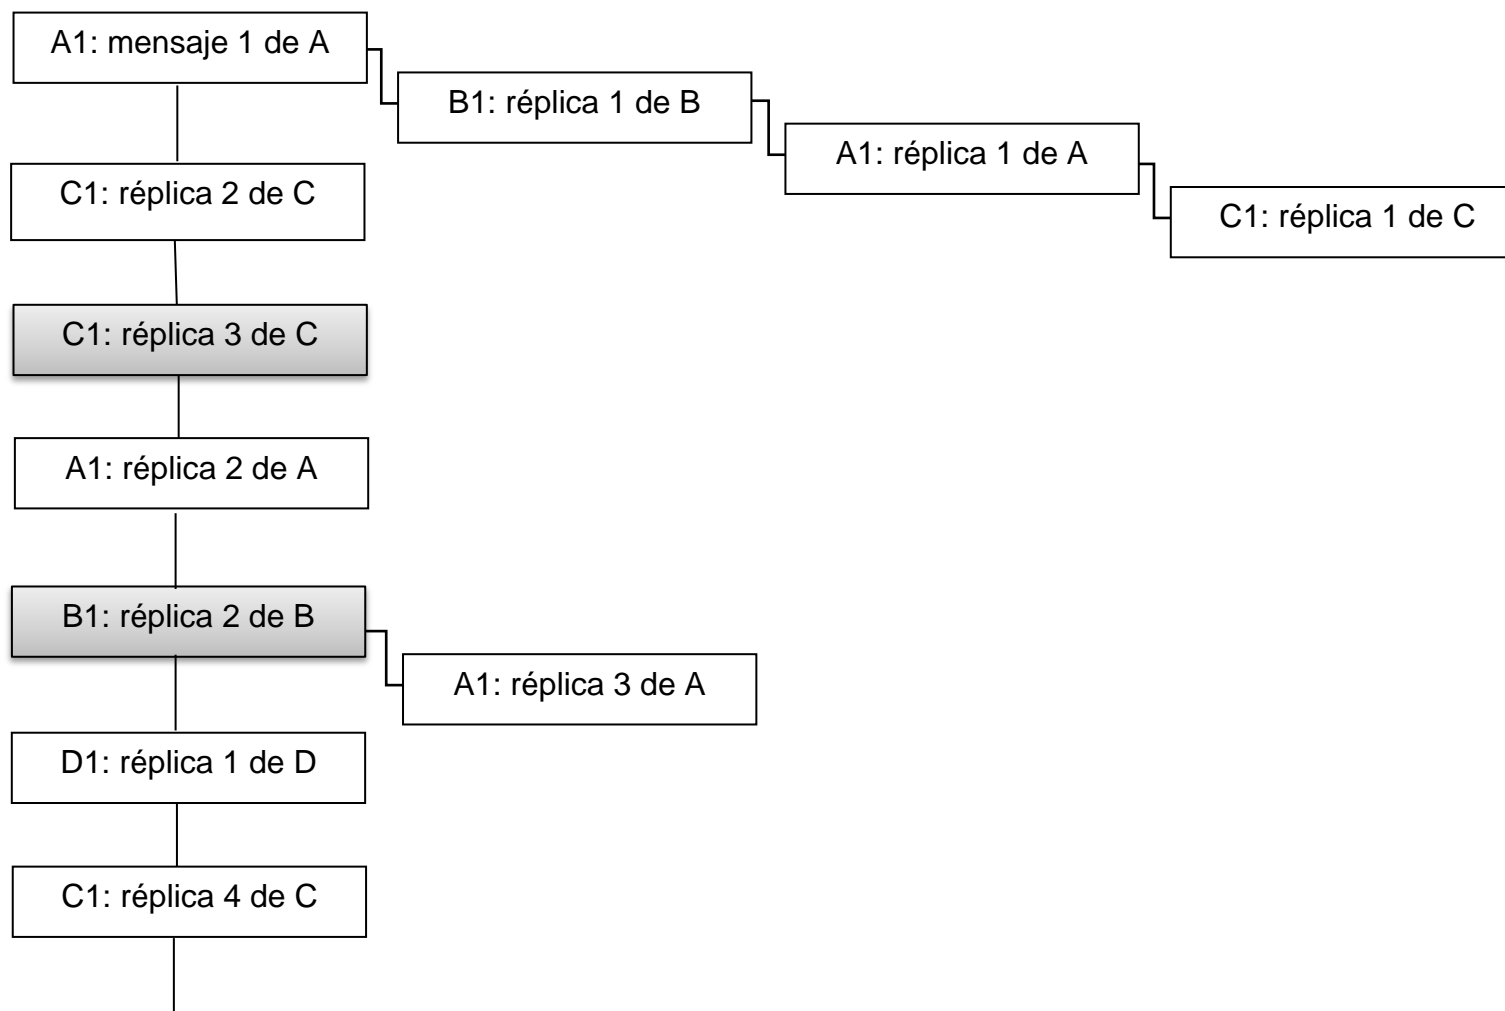 A1: mensaje 1 de A
B1: réplica 1 de B
A1: réplica 1 de A
C1: réplica 2 de C
C1: réplica 1 de C
C1: réplica 3 de C
A1: réplica 2 de A
B1: réplica 2 de B
A1: réplica 3 de A
D1: réplica 1 de D
C1: réplica 4 de C